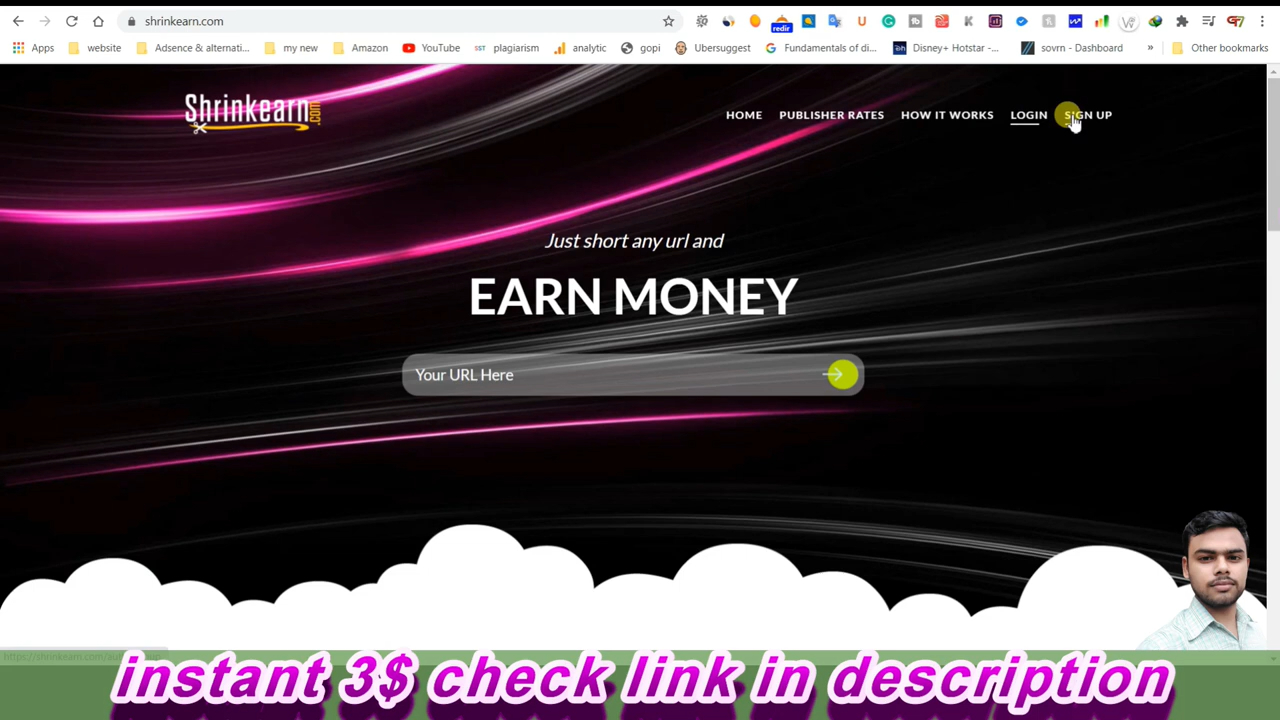 shrinkearn.com
redir
Apps
website
Adsence & alternati...
my new
Amazon
YouTube
SST
plagiarism
analytic
gopi
Ubersuggest
Fundamentals of di...
Disney+ Hotstar -...
sovrn - Dashboard
»
Other bookmarks
Shrinkearn.com
HOME
PUBLISHER RATES
HOW IT WORKS
LOGIN
SIGN UP
Just short any url and
EARN MONEY
Your URL Here
instant 3$ check link in description